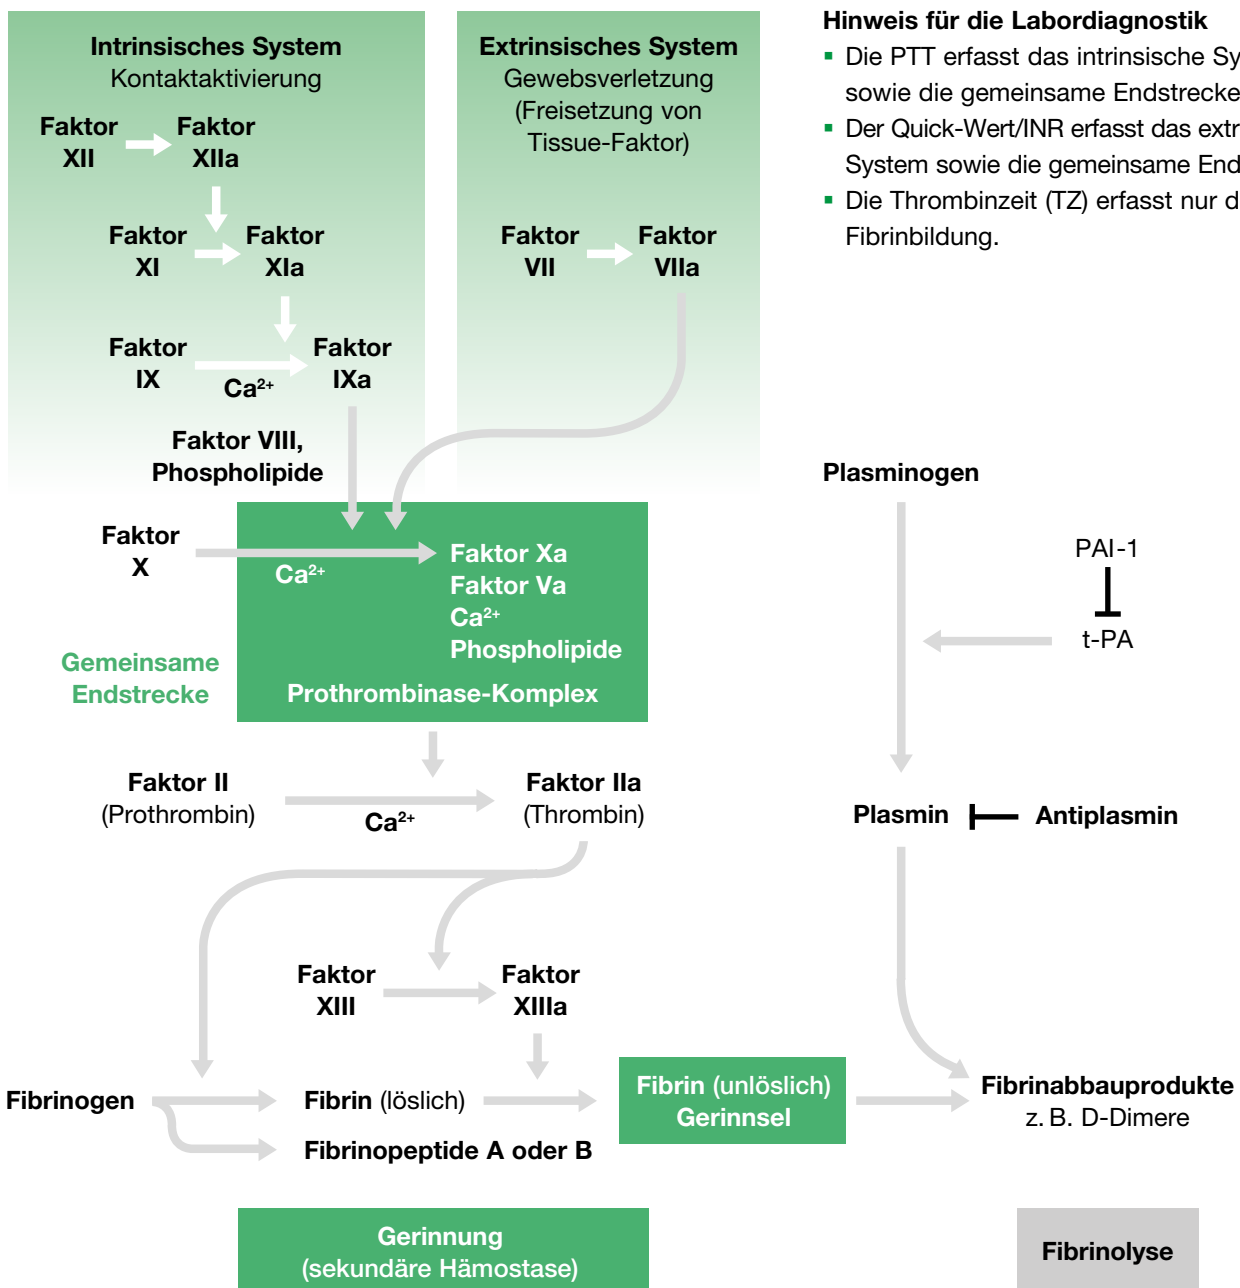 Intrinsisches System
Kontaktaktivierung
Faktor XII
Faktor XIIa
Faktor XI
Faktor XIa
Faktor IX
Ca²⁺
Faktor IXa
Faktor VIII,
Phospholipide
Extrinsisches System
Gewebsverletzung
(Freisetzung von
Tissue-Faktor)
Faktor VII
Faktor VIIa
Hinweis für die Labordiagnostik
▪ Die PTT erfasst das intrinsische Sy
sowie die gemeinsame Endstrecke
▪ Der Quick-Wert/INR erfasst das extr
System sowie die gemeinsame End
▪ Die Thrombinzeit (TZ) erfasst nur d
Fibrinbildung.
Faktor X
Ca²⁺
Faktor Xa
Faktor Va
Ca²⁺
Phospholipide
Prothrombinase-Komplex
Gemeinsame
Endstrecke
Faktor II
(Prothrombin)
Ca²⁺
Faktor IIa
(Thrombin)
Faktor XIII
Faktor XIIIa
Fibrinogen
Fibrin (löslich)
Fibrinopeptide A oder B
Fibrin (unlöslich)
Gerinnsel
Plasminogen
PAI-1
t-PA
Plasmin
Antiplasmin
Fibrinabbauprodukte
z. B. D-Dimere
Gerinnung
(sekundäre Hämostase)
Fibrinolyse